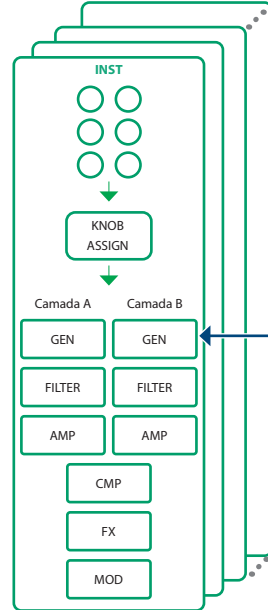 INST
KNOB
ASSIGN
Camada A Camada B
GEN GEN
FILTER FILTER
AMP AMP
CMP
FX
MOD